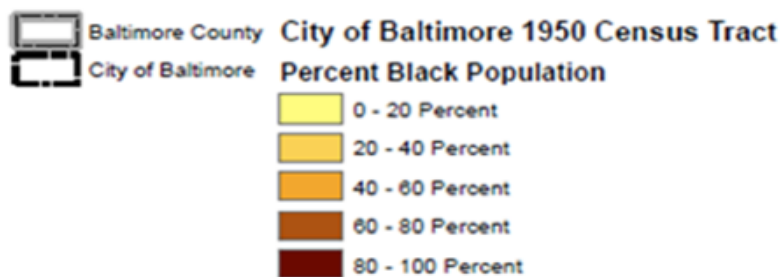 Baltimore County City of Baltimore 1950 Census Tract
City of Baltimore Percent Black Population
0 - 20 Percent
20 - 40 Percent
40 - 60 Percent
60 - 80 Percent
80 - 100 Percent